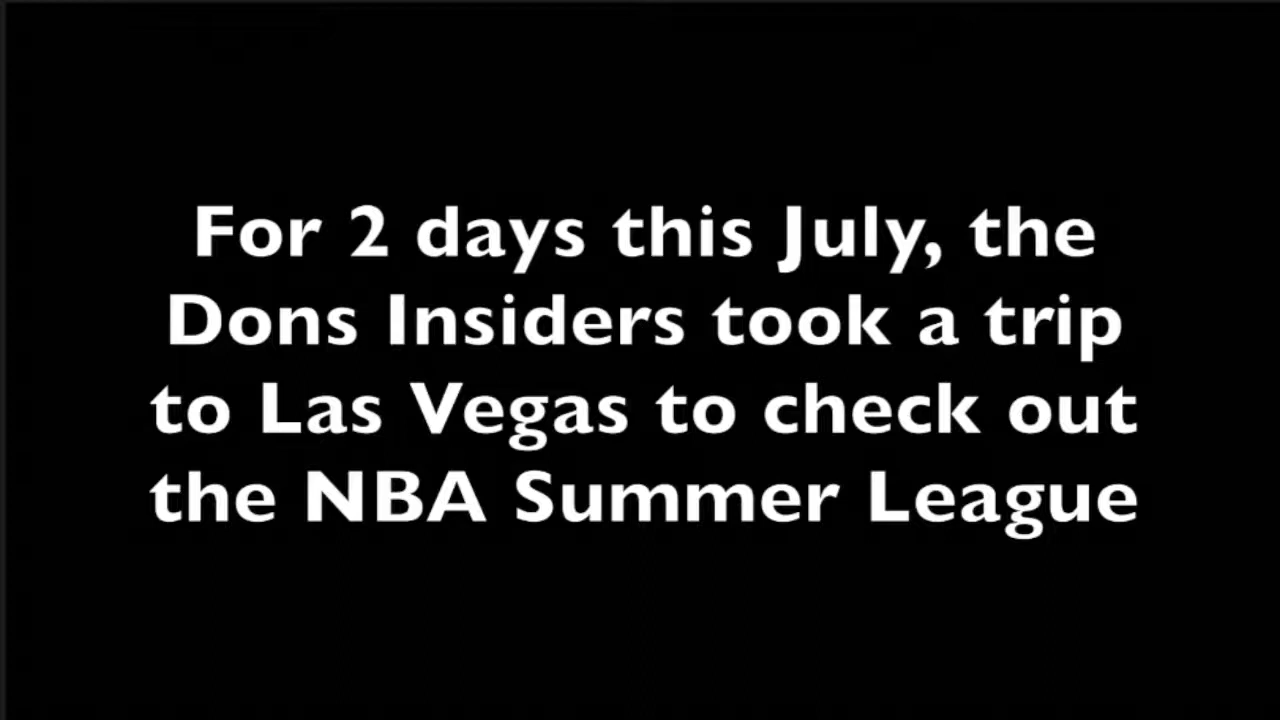 For 2 days this July, the
Dons Insiders took a trip
to Las Vegas to check out
the NBA Summer League